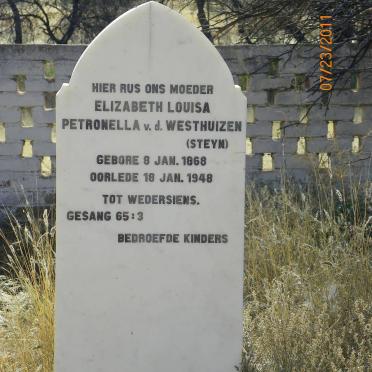 HIER RUS ONS MOEDER
ELIZABETH LOUISA
PETRONELLA v. d. WESTHUIZEN
(STEYN)
GEBORE 8 JAN. 1868
OORLEDE 18 JAN. 1948
TOT WEDERSIENS.
GESANG 65:3
BEDROEFDE KINDERS
07/23/2011